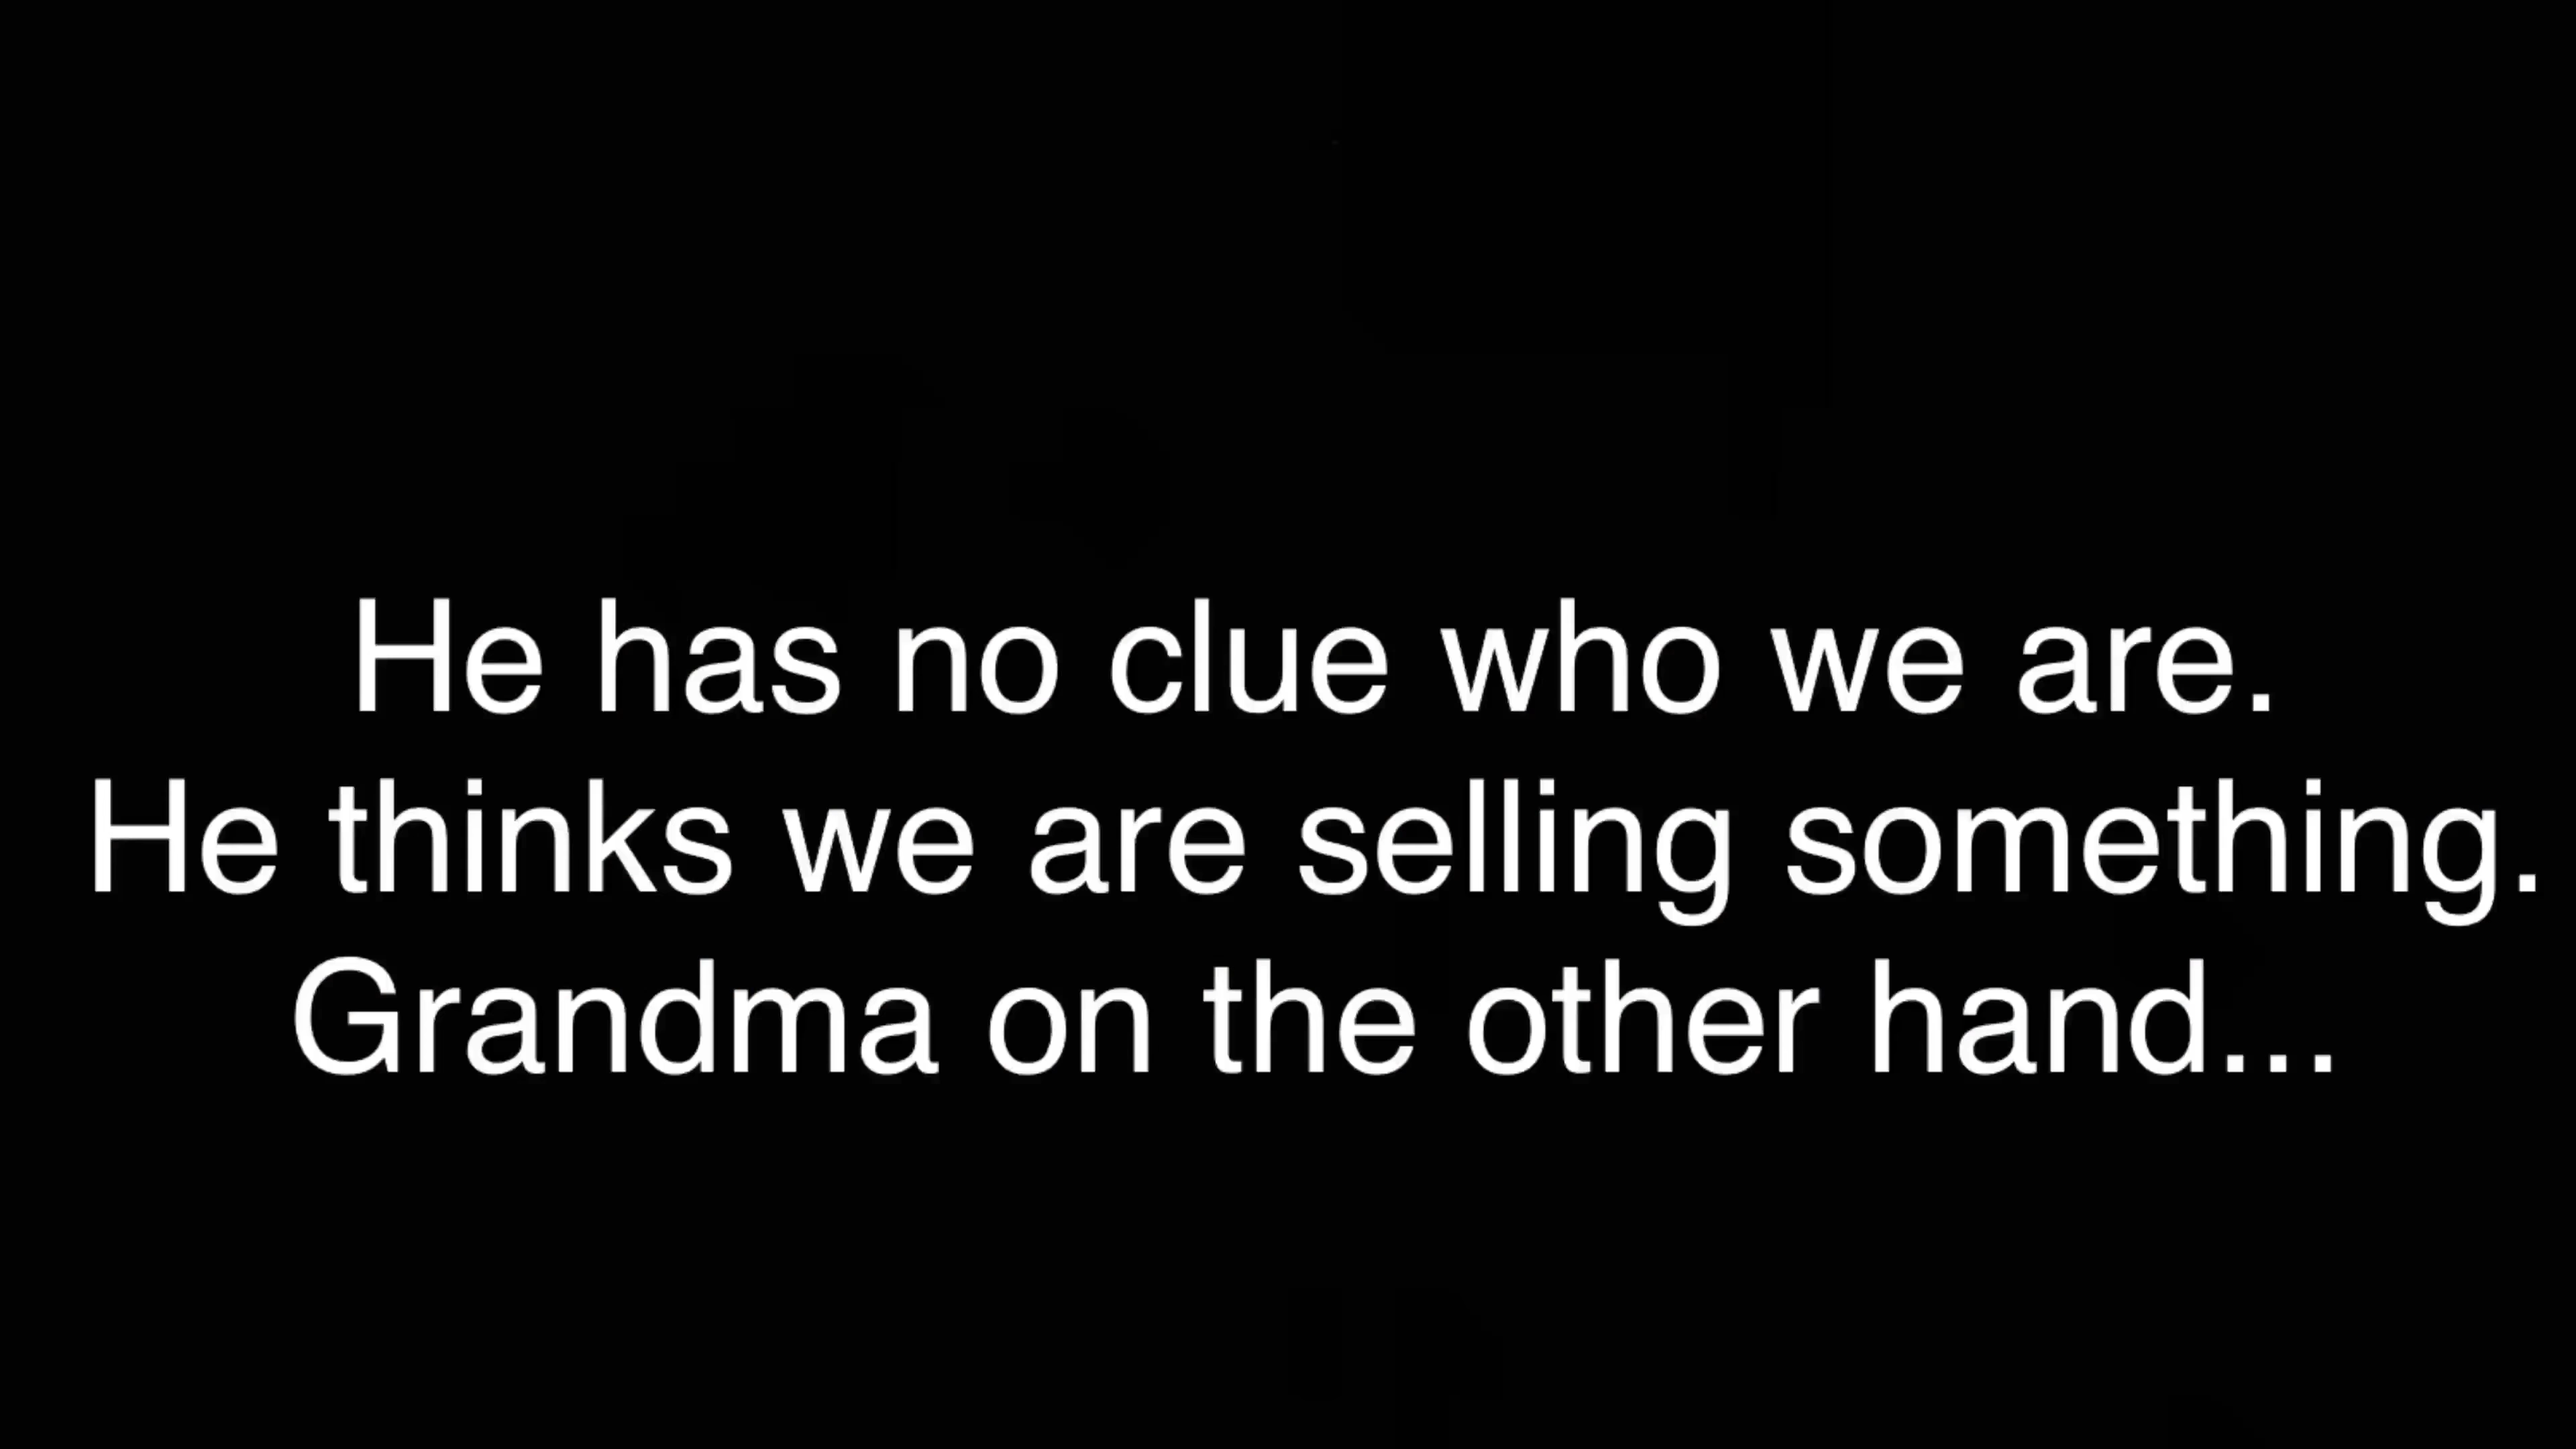 He has no clue who we are.
He thinks we are selling something.
Grandma on the other hand...